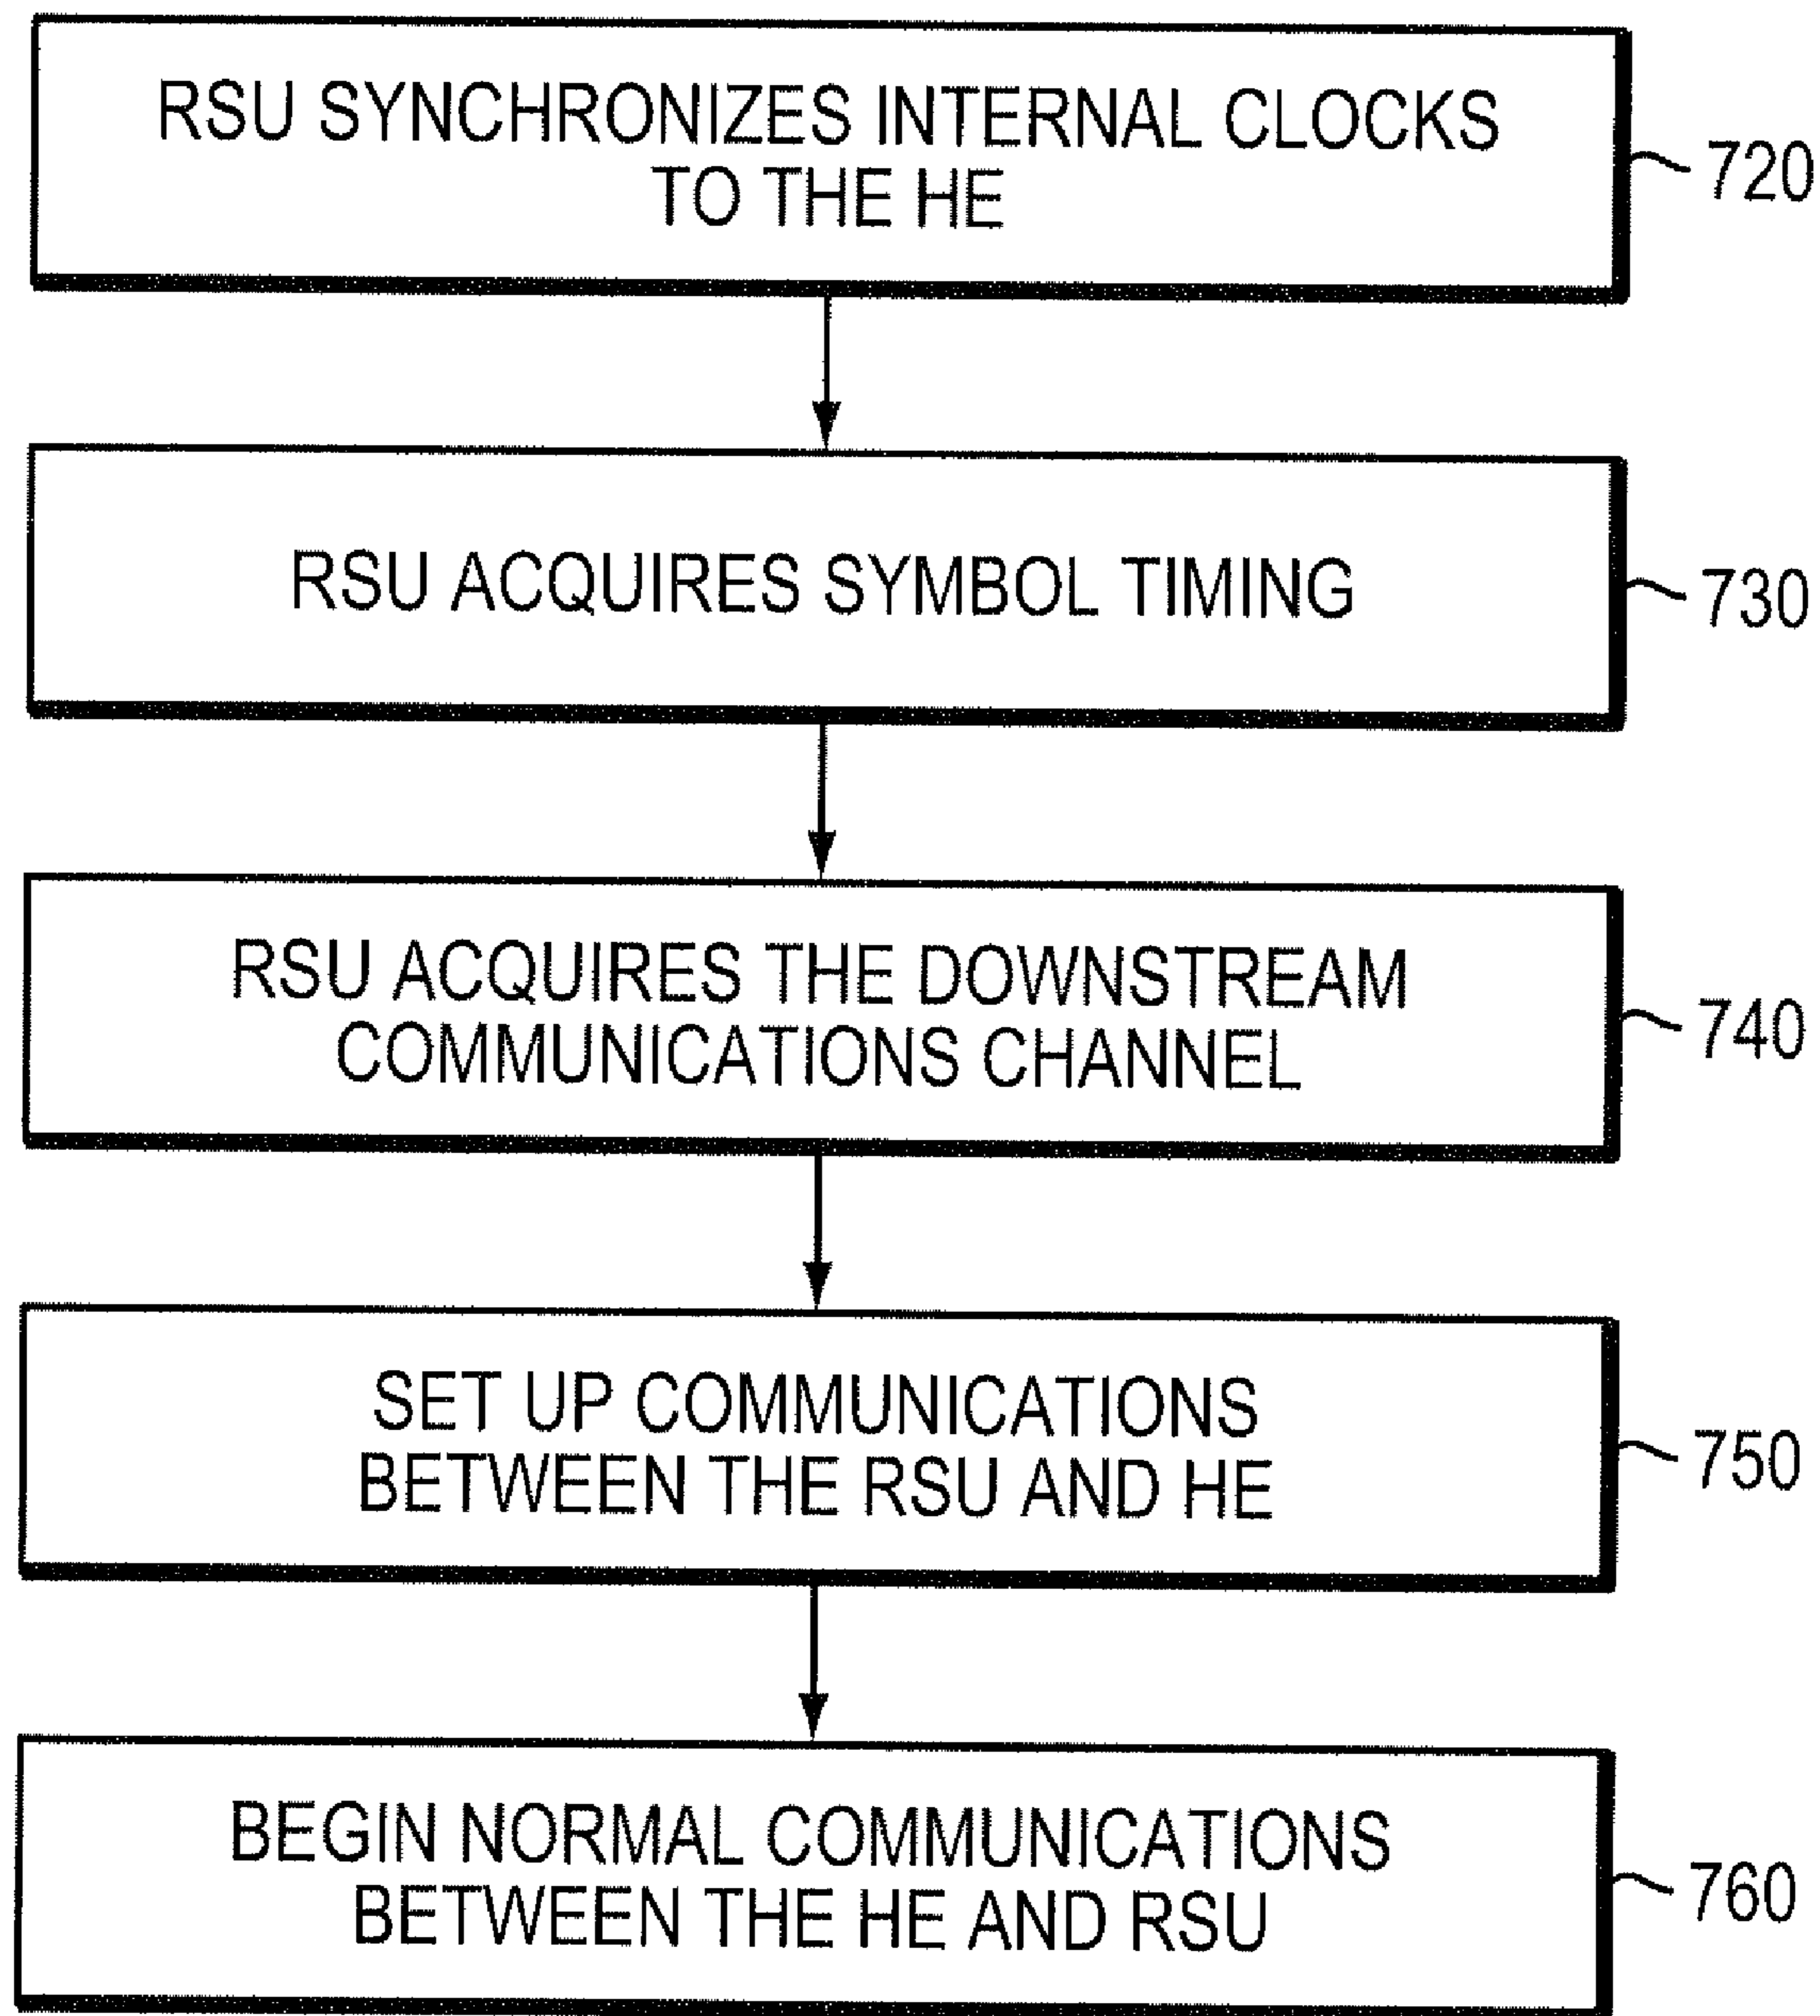 RSU SYNCHRONIZES INTERNAL CLOCKS
TO THE HE
720
RSU ACQUIRES SYMBOL TIMING
730
RSU ACQUIRES THE DOWNSTREAM
COMMUNICATIONS CHANNEL
740
SET UP COMMUNICATIONS
BETWEEN THE RSU AND HE
750
BEGIN NORMAL COMMUNICATIONS
BETWEEN THE HE AND RSU
760